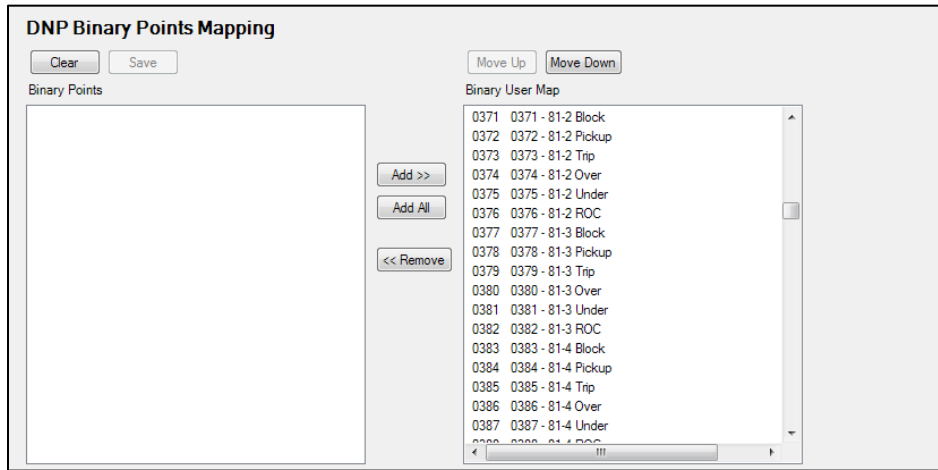 DNP Binary Points Mapping
Clear Save Move Up Move Down
Binary Points Binary User Map
0371 0371 - 81-2 Block
0372 0372 - 81-2 Pickup
0373 0373 - 81-2 Trip
Add >> 0374 0374 - 81-2 Over
0375 0375 - 81-2 Under
Add All 0376 0376 - 81-2 ROC
0377 0377 - 81-3 Block
0378 0378 - 81-3 Pickup
<< Remove 0379 0379 - 81-3 Trip
0380 0380 - 81-3 Over
0381 0381 - 81-3 Under
0382 0382 - 81-3 ROC
0383 0383 - 81-4 Block
0384 0384 - 81-4 Pickup
0385 0385 - 81-4 Trip
0386 0386 - 81-4 Over
0387 0387 - 81-4 Under
0388 0388 - 81-4 ROC